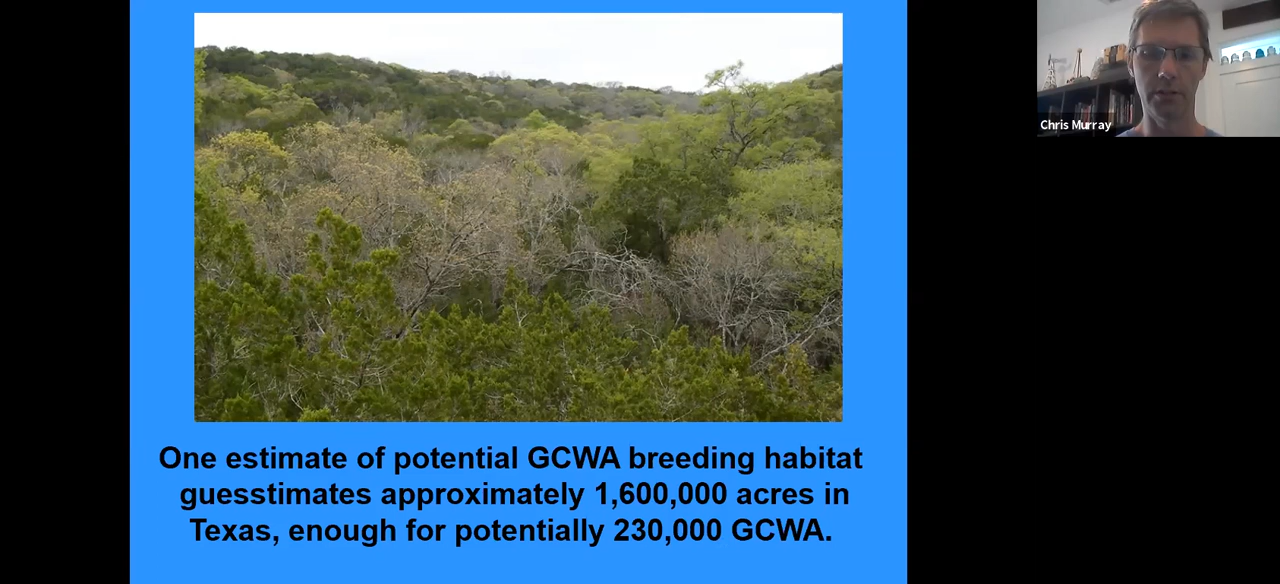 Chris Murray
One estimate of potential GCWA breeding habitat
guesstimates approximately 1,600,000 acres in
Texas, enough for potentially 230,000 GCWA.